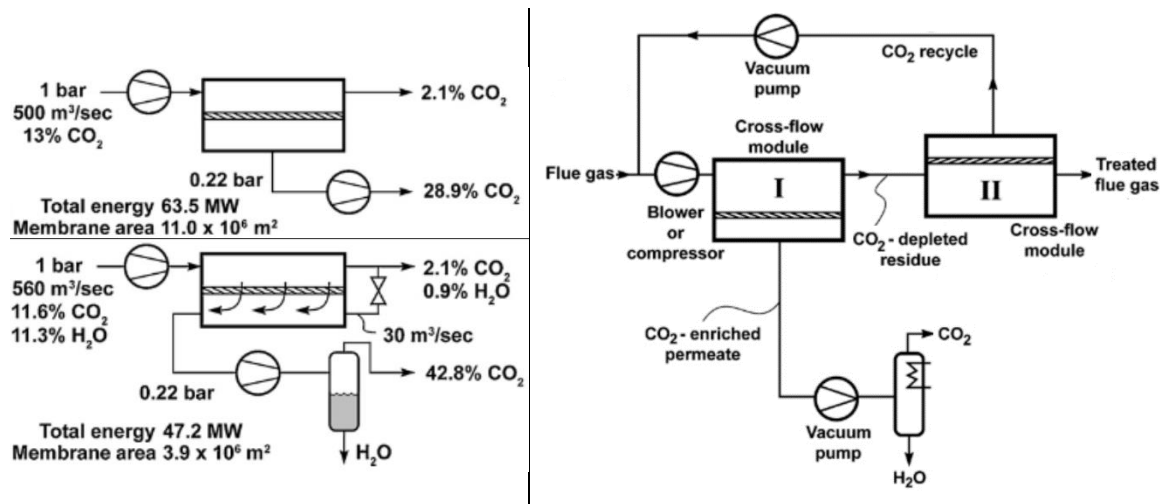 1 bar
500 m³/sec
13% CO₂
2.1% CO₂
0.22 bar
28.9% CO₂
Total energy 63.5 MW
Membrane area 11.0 x 10⁶ m²
1 bar
560 m³/sec
11.6% CO₂
11.3% H₂O
2.1% CO₂
0.9% H₂O
30 m³/sec
0.22 bar
42.8% CO₂
Total energy 47.2 MW
Membrane area 3.9 x 10⁶ m²
H₂O
Vacuum
pump
CO₂ recycle
Cross-flow
module
Flue gas
I
Blower
or
compressor
II
Treated
flue gas
CO₂ - depleted
residue
Cross-flow
module
CO₂ - enriched
permeate
CO₂
Vacuum
pump
H₂O